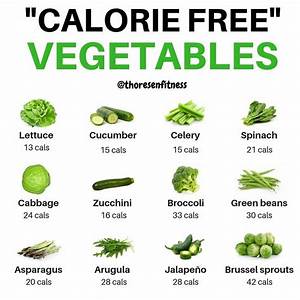 "CALORIE FREE"
VEGETABLES
@thoresenfitness
Lettuce
13 cals
Cucumber
15 cals
Celery
15 cals
Spinach
21 cals
Cabbage
24 cals
Zucchini
16 cals
Broccoli
33 cals
Green beans
30 cals
Asparagus
20 cals
Arugula
28 cals
Jalapeño
28 cals
Brussel sprouts
42 cals